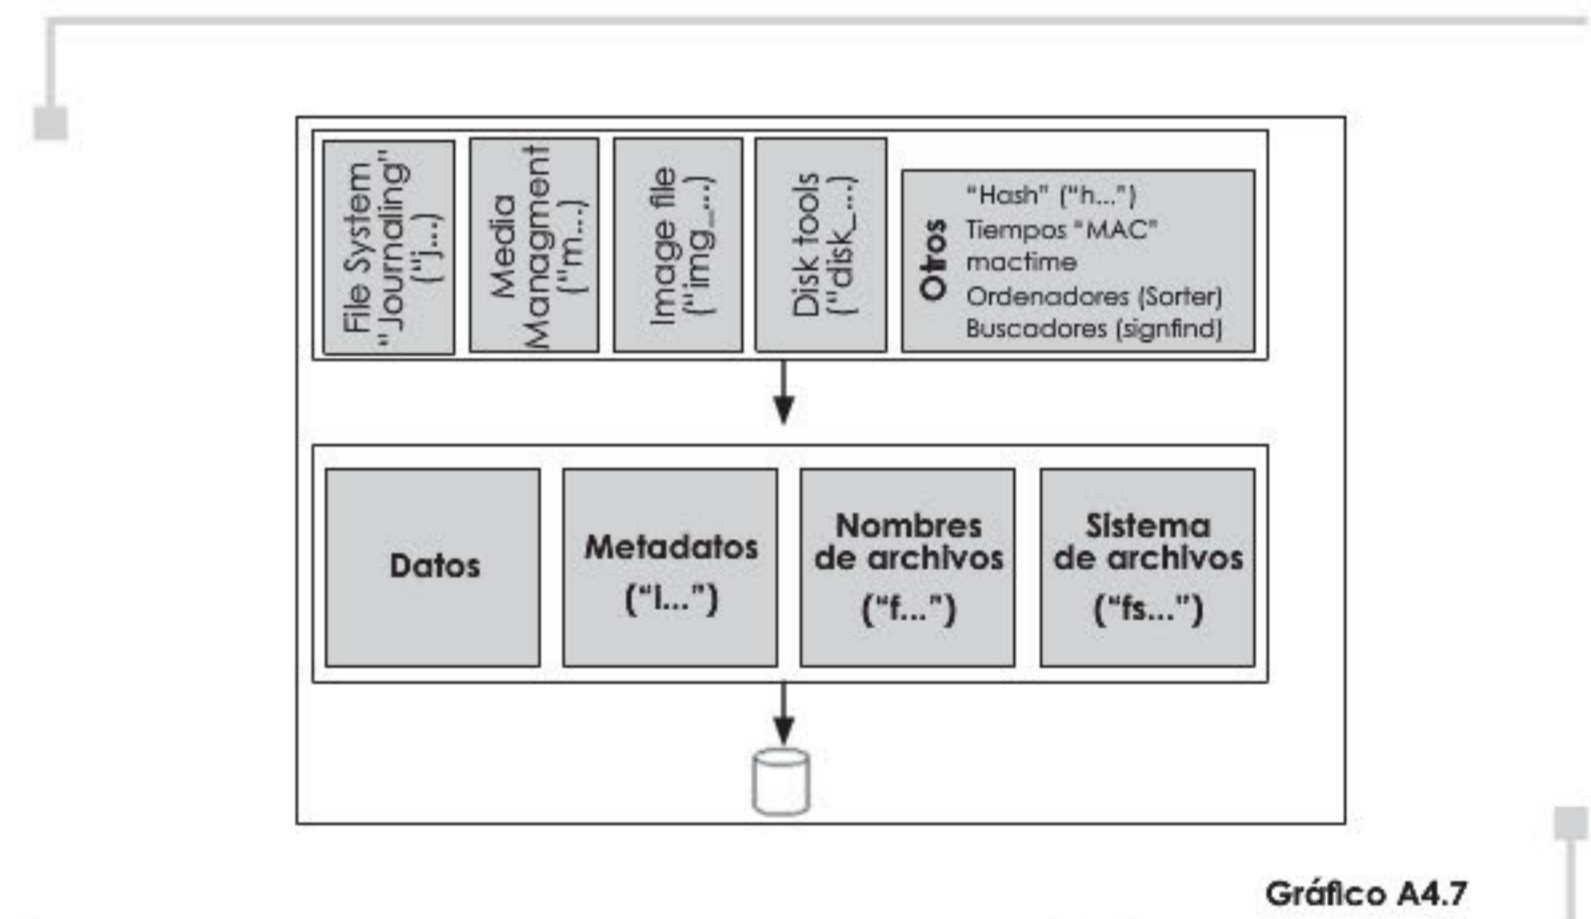 File System
"Journaling"
("j...)
Media
Managment
("m...)
Image file
("img_...)
Disk tools
("disk_...)
Otros
"Hash" ("h...")
Tiempos "MAC"
mactime
Ordenadores (Sorter)
Buscadores (signfind)
Datos
Metadatos
("I...")
Nombres
de archivos
("f...")
Sistema
de archivos
("fs...")
Gráfico A4.7